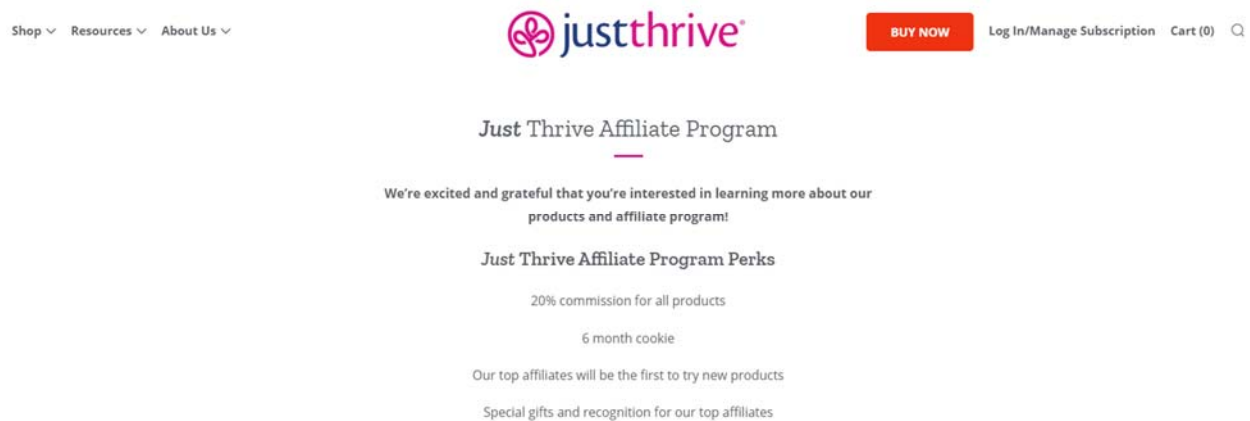 Shop Resources About Us
justthrive®
BUY NOW Log In/Manage Subscription Cart (0)
Just Thrive Affiliate Program
We’re excited and grateful that you’re interested in learning more about our
products and affiliate program!
Just Thrive Affiliate Program Perks
20% commission for all products
6 month cookie
Our top affiliates will be the first to try new products
Special gifts and recognition for our top affiliates